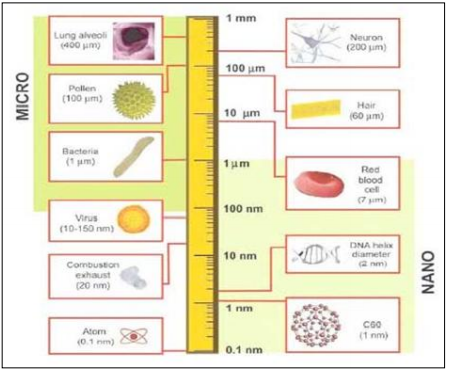 MICRO
Lung alveoli
(400 μm)
Pollen
(100 μm)
Bacteria
(1 μm)
Virus
(10-150 nm)
Combustion
exhaust
(20 nm)
Atom
(0.1 nm)
1 mm
100 μm
10 μm
1μm
100 nm
10 nm
1 nm
0.1 nm
Neuron
(200 μm)
Hair
(60 μm)
Red
blood
cell
(7 μm)
DNA helix
diameter
(2 nm)
C60
(1 nm)
NANO